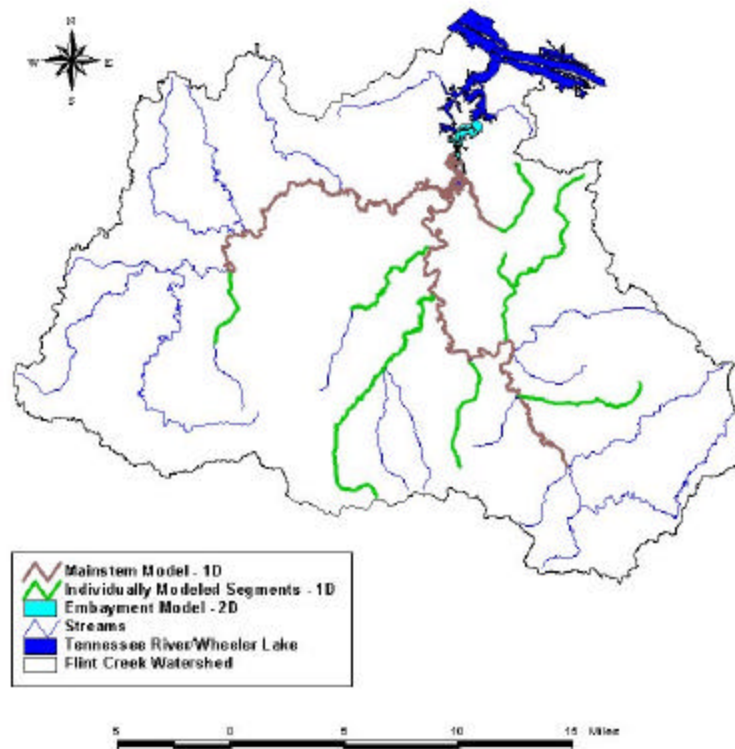 N
W E
S
Mainstem Model - 1D
Individually Modeled Segments - 1D
Embayment Model - 2D
Streams
Tennessee River/Wheeler Lake
Flint Creek Watershed
5 0 5 10 15 Miles